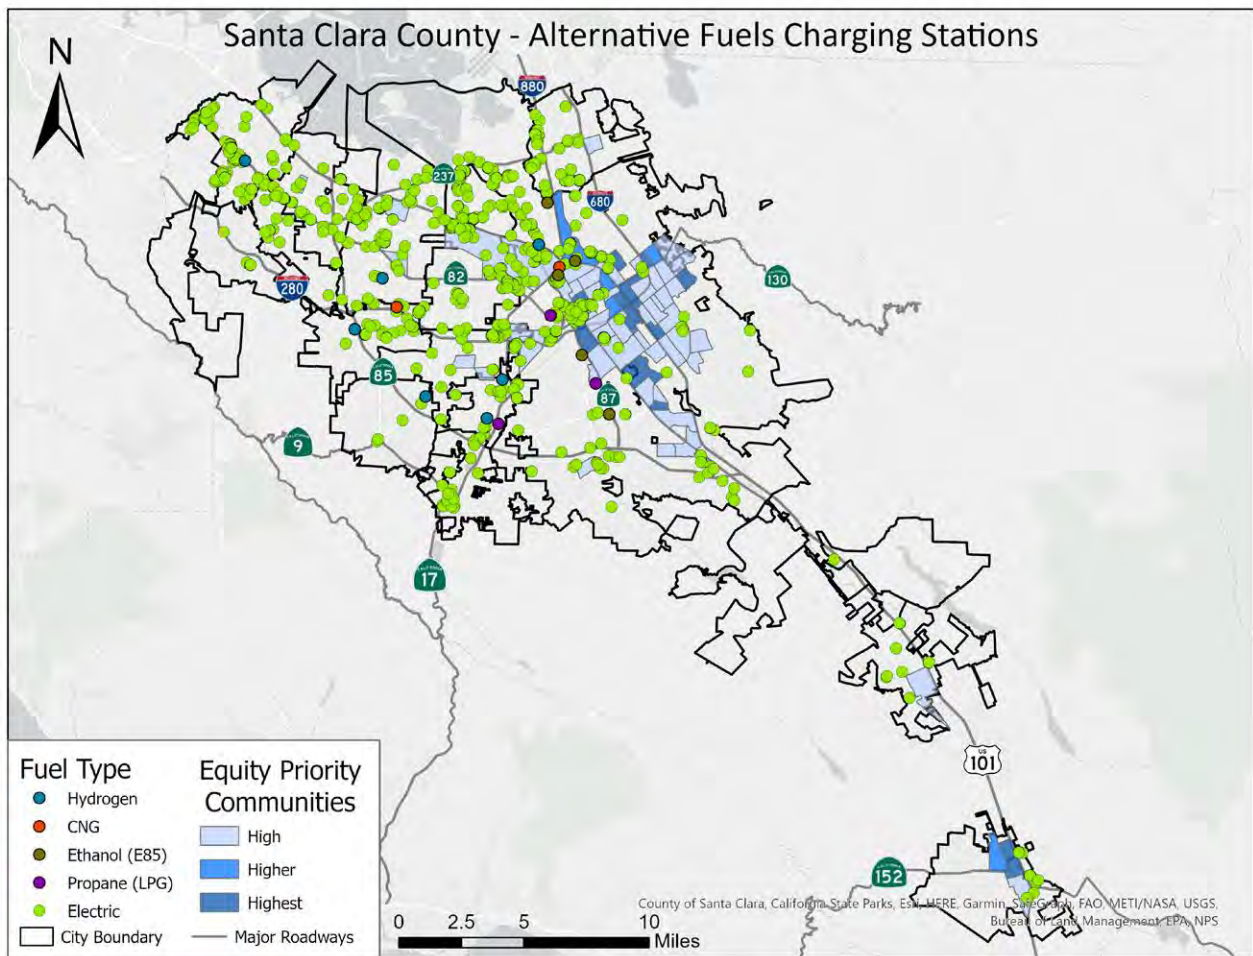 Santa Clara County - Alternative Fuels Charging Stations
N
880
237
680
82
130
280
85
87
9
17
US
101
152
Fuel Type
Hydrogen
CNG
Ethanol (E85)
Propane (LPG)
Electric
City Boundary
Major Roadways
Equity Priority
Communities
High
Higher
Highest
0 2.5 5 10
Miles
County of Santa Clara, California State Parks, Esri, HERE, Garmin, SafeGraph, FAO, METI/NASA, USGS,
Bureau of Land Management, EPA, NPS